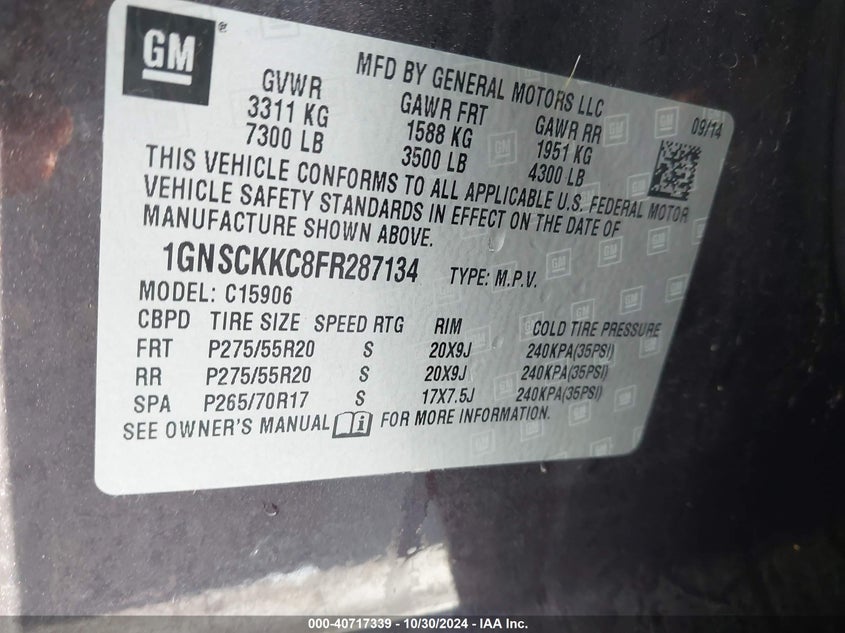 GM
MFD BY GENERAL MOTORS LLC
GVWR GAWR FRT GAWR RR 09/14
3311 KG 1588 KG 1951 KG
7300 LB 3500 LB 4300 LB
THIS VEHICLE CONFORMS TO ALL APPLICABLE U.S. FEDERAL MOTOR
VEHICLE SAFETY STANDARDS IN EFFECT ON THE DATE OF
MANUFACTURE SHOWN ABOVE.
1GNSCKKC8FR287134 TYPE: M.P.V.
MODEL: C15906
CBPD TIRE SIZE SPEED RTG RIM COLD TIRE PRESSURE
FRT P275/55R20 S 20X9J 240KPA(35PSI)
RR P275/55R20 S 20X9J 240KPA(35PSI)
SPA P265/70R17 S 17X7.5J 240KPA(35PSI)
SEE OWNER'S MANUAL FOR MORE INFORMATION.
000-40717339 - 10/30/2024 - IAA Inc.